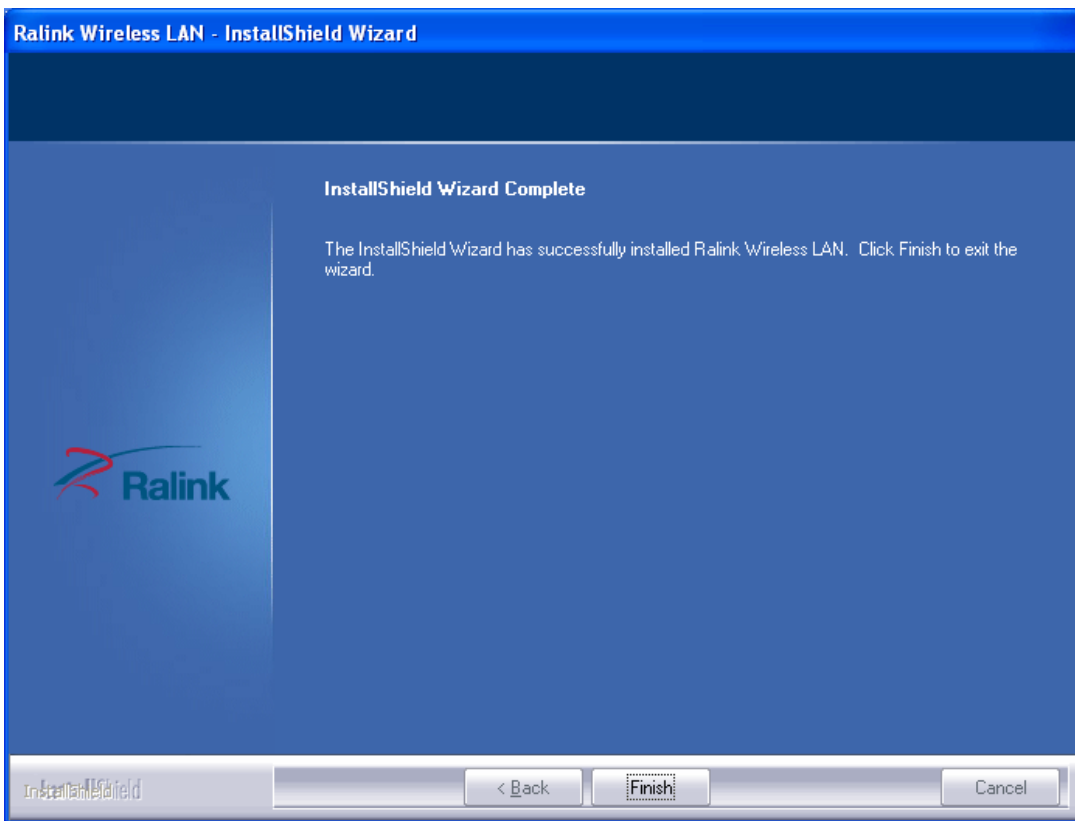 Ralink Wireless LAN - InstallShield Wizard
InstallShield Wizard Complete
The InstallShield Wizard has successfully installed Ralink Wireless LAN. Click Finish to exit the
wizard.
Ralink
InstallShield
< Back
Finish
Cancel